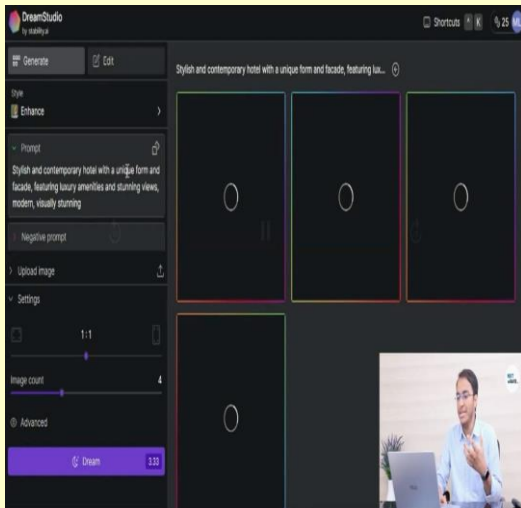 DreamStudio
by stability.ai
Shortcuts K 25
Generate
Edit
Stylish and contemporary hotel with a unique form and facade, featuring lux...
Style
Enhance
Prompt
Stylish and contemporary hotel with a unique form and
facade, featuring luxury amenities and stunning views,
modern, visually stunning
Negative prompt
Upload image
Settings
1:1
Image count 4
Advanced
Dream 3.33